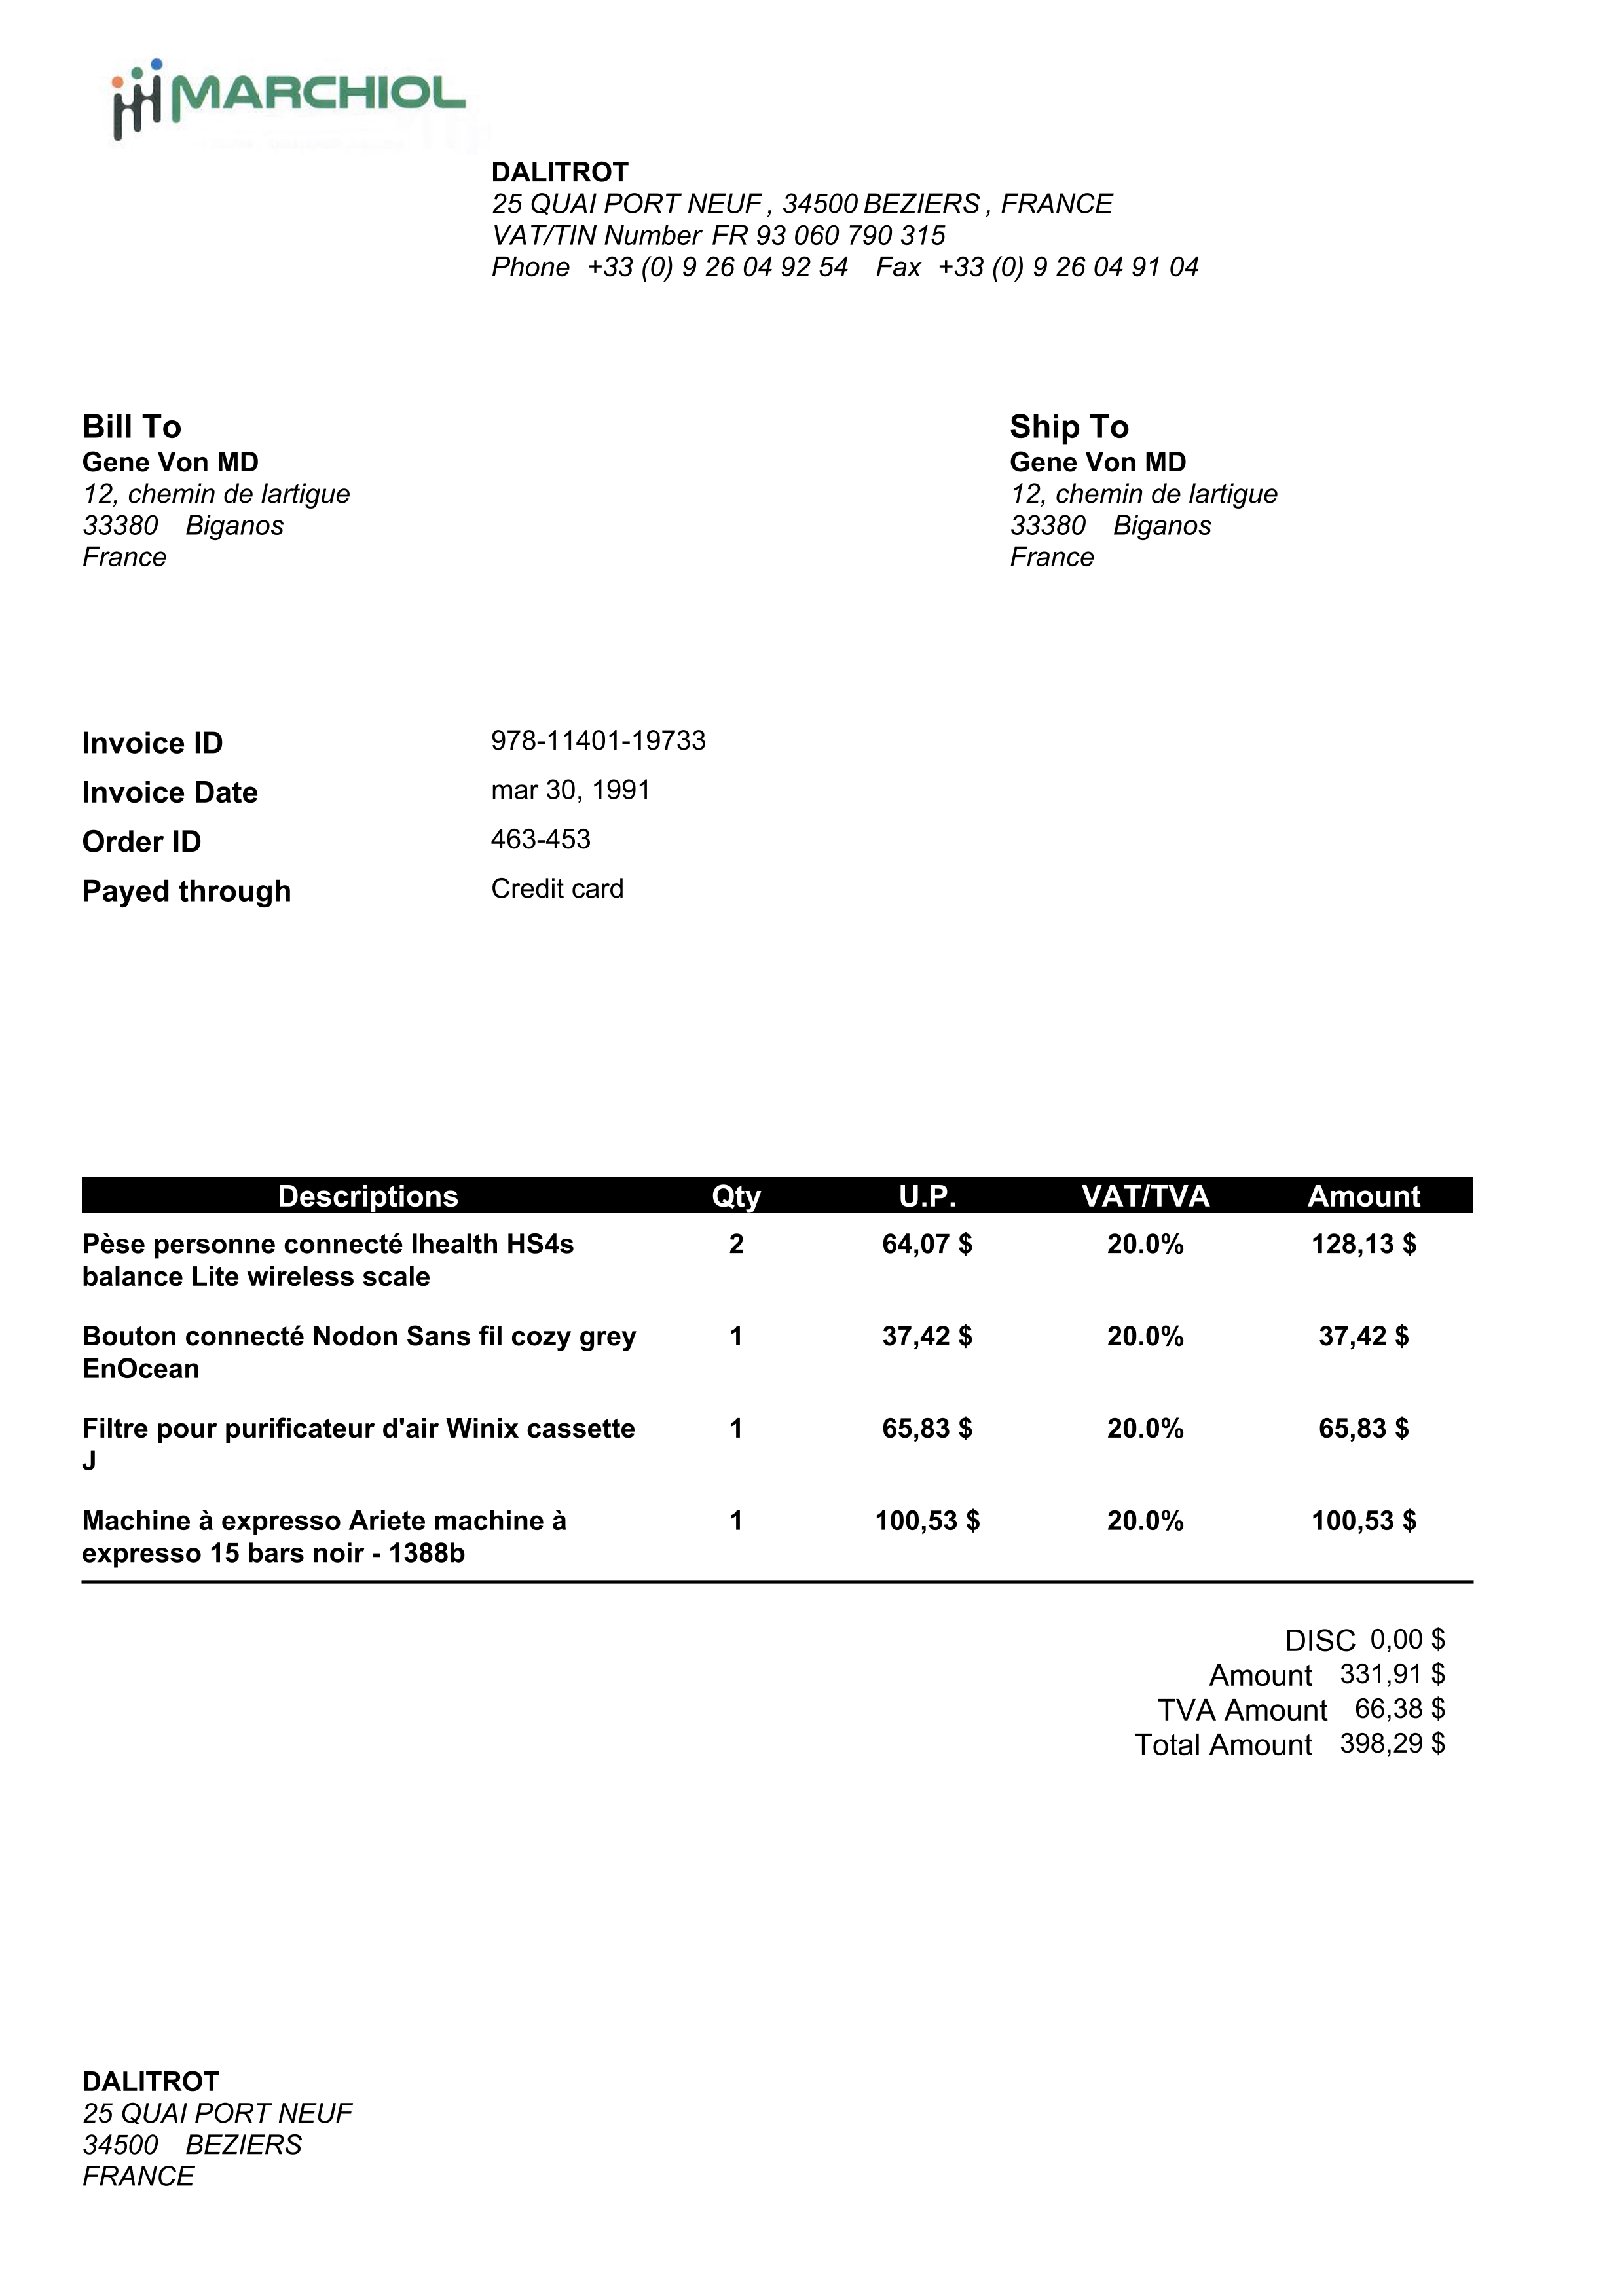 MARCHIOL
DALITROT
25 QUAI PORT NEUF , 34500 BEZIERS , FRANCE
VAT/TIN Number FR 93 060 790 315
Phone +33 (0) 9 26 04 92 54 Fax +33 (0) 9 26 04 91 04
Bill To
Gene Von MD
12, chemin de lartigue
33380 Biganos
France
Ship To
Gene Von MD
12, chemin de lartigue
33380 Biganos
France
Invoice ID 978-11401-19733
Invoice Date mar 30, 1991
Order ID 463-453
Payed through Credit card
Descriptions Qty U.P. VAT/TVA Amount
Pèse personne connecté Ihealth HS4s 2 64,07 $ 20.0% 128,13 $
balance Lite wireless scale
Bouton connecté Nodon Sans fil cozy grey 1 37,42 $ 20.0% 37,42 $
EnOcean
Filtre pour purificateur d'air Winix cassette 1 65,83 $ 20.0% 65,83 $
J
Machine à expresso Ariete machine à 1 100,53 $ 20.0% 100,53 $
expresso 15 bars noir - 1388b
DISC 0,00 $
Amount 331,91 $
TVA Amount 66,38 $
Total Amount 398,29 $
DALITROT
25 QUAI PORT NEUF
34500 BEZIERS
FRANCE